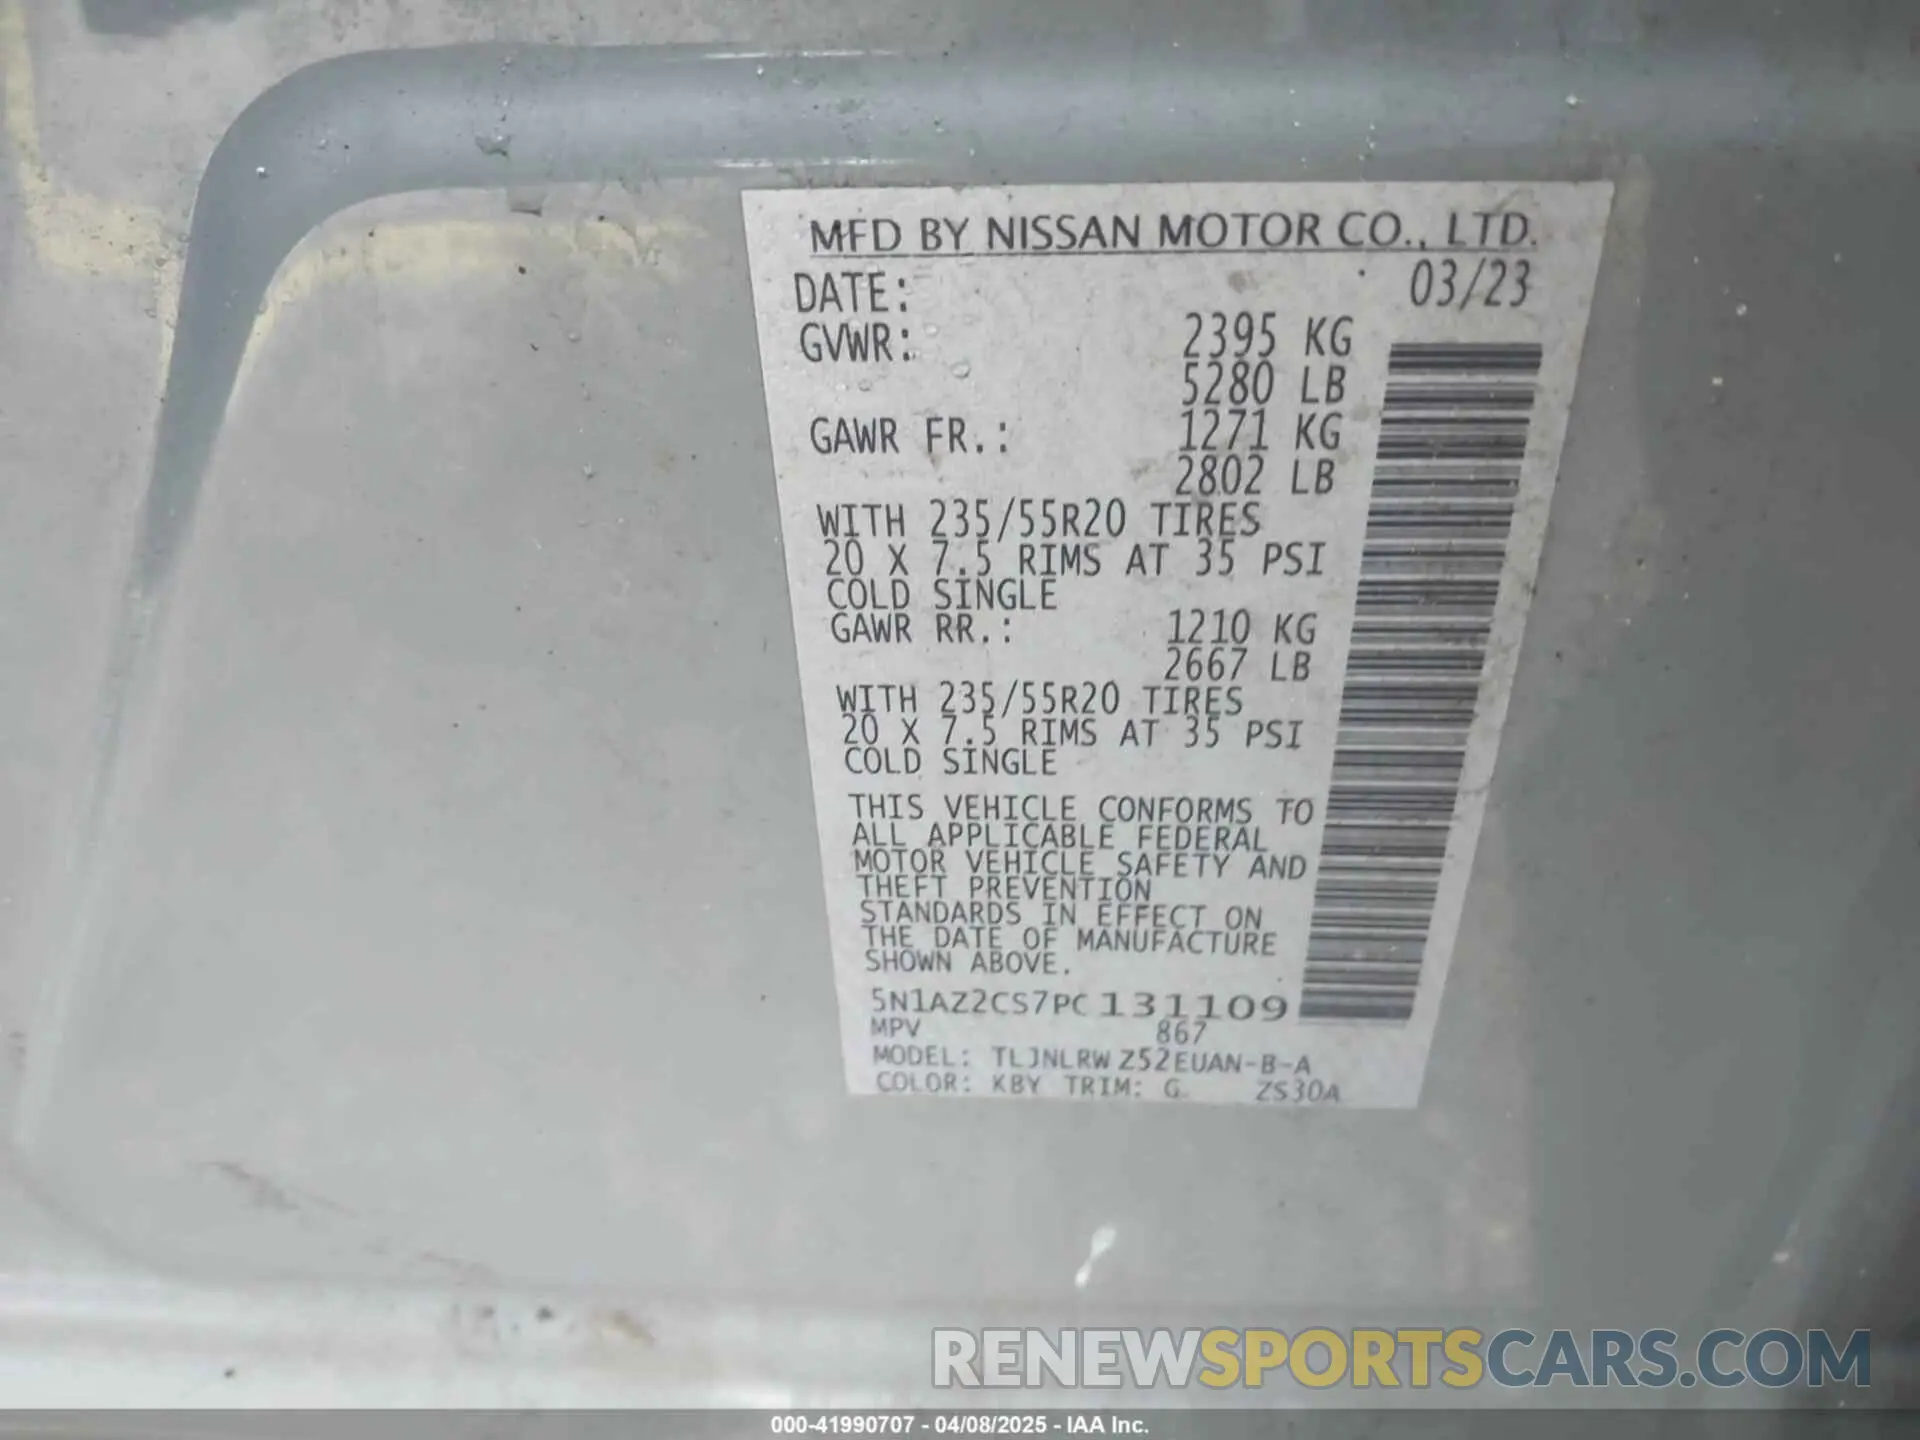 MFD BY NISSAN MOTOR CO., LTD.
DATE: 03/23
GVWR: 2395 KG
5280 LB
GAWR FR.: 1271 KG
2802 LB
WITH 235/55R20 TIRES
20 X 7.5 RIMS AT 35 PSI
COLD SINGLE
GAWR RR.: 1210 KG
2667 LB
WITH 235/55R20 TIRES
20 X 7.5 RIMS AT 35 PSI
COLD SINGLE
THIS VEHICLE CONFORMS TO
ALL APPLICABLE FEDERAL
MOTOR VEHICLE SAFETY AND
THEFT PREVENTION
STANDARDS IN EFFECT ON
THE DATE OF MANUFACTURE
SHOWN ABOVE.
5N1AZ2CS7PC131109
MPV 867
MODEL: TLJNLRW Z52EUAN-B-A
COLOR: KBY TRIM: G ZS30A
RENEWSPORTSCARS.COM
000-41990707 - 04/08/2025 - IAA Inc.